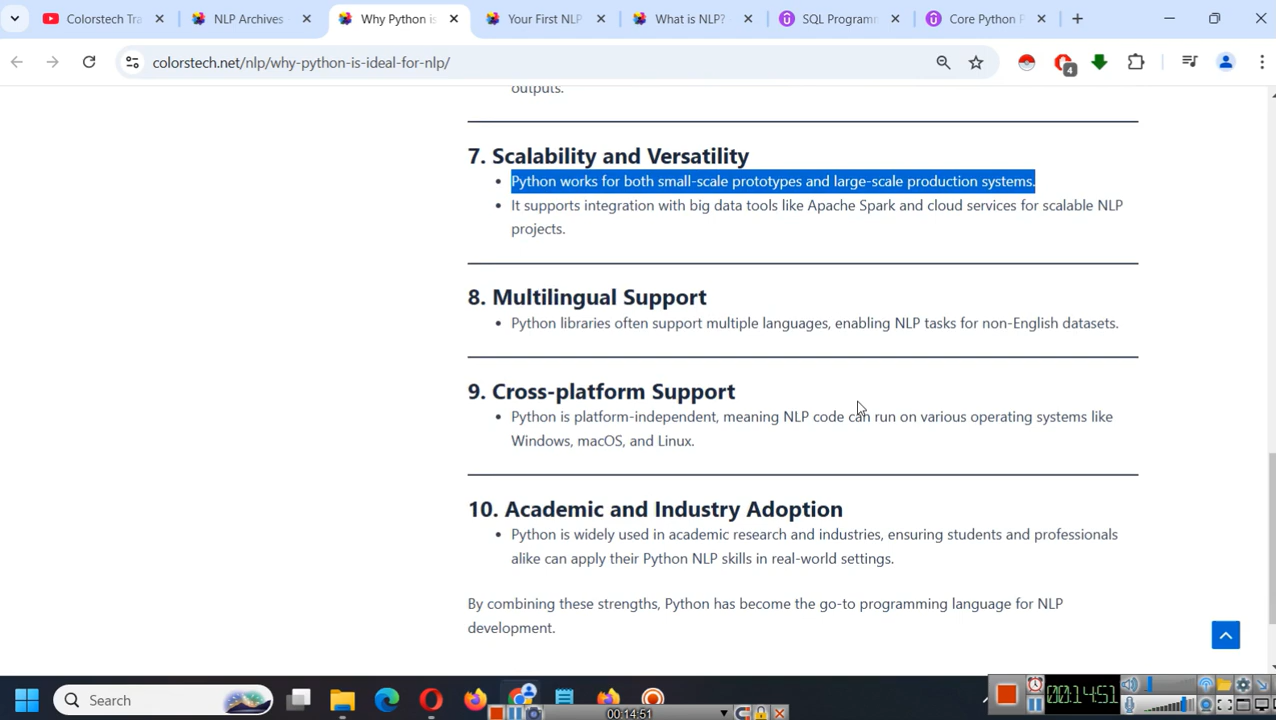 Colorstech Tra
NLP Archives
Why Python is
Your First NLP
What is NLP?
SQL Programm
Core Python P
colorstech.net/nlp/why-python-is-ideal-for-nlp/
4
outputs.
7. Scalability and Versatility
Python works for both small-scale prototypes and large-scale production systems.
It supports integration with big data tools like Apache Spark and cloud services for scalable NLP
projects.
8. Multilingual Support
Python libraries often support multiple languages, enabling NLP tasks for non-English datasets.
9. Cross-platform Support
Python is platform-independent, meaning NLP code can run on various operating systems like
Windows, macOS, and Linux.
10. Academic and Industry Adoption
Python is widely used in academic research and industries, ensuring students and professionals
alike can apply their Python NLP skills in real-world settings.
By combining these strengths, Python has become the go-to programming language for NLP
development.
Search
00:14:51
00:14:51